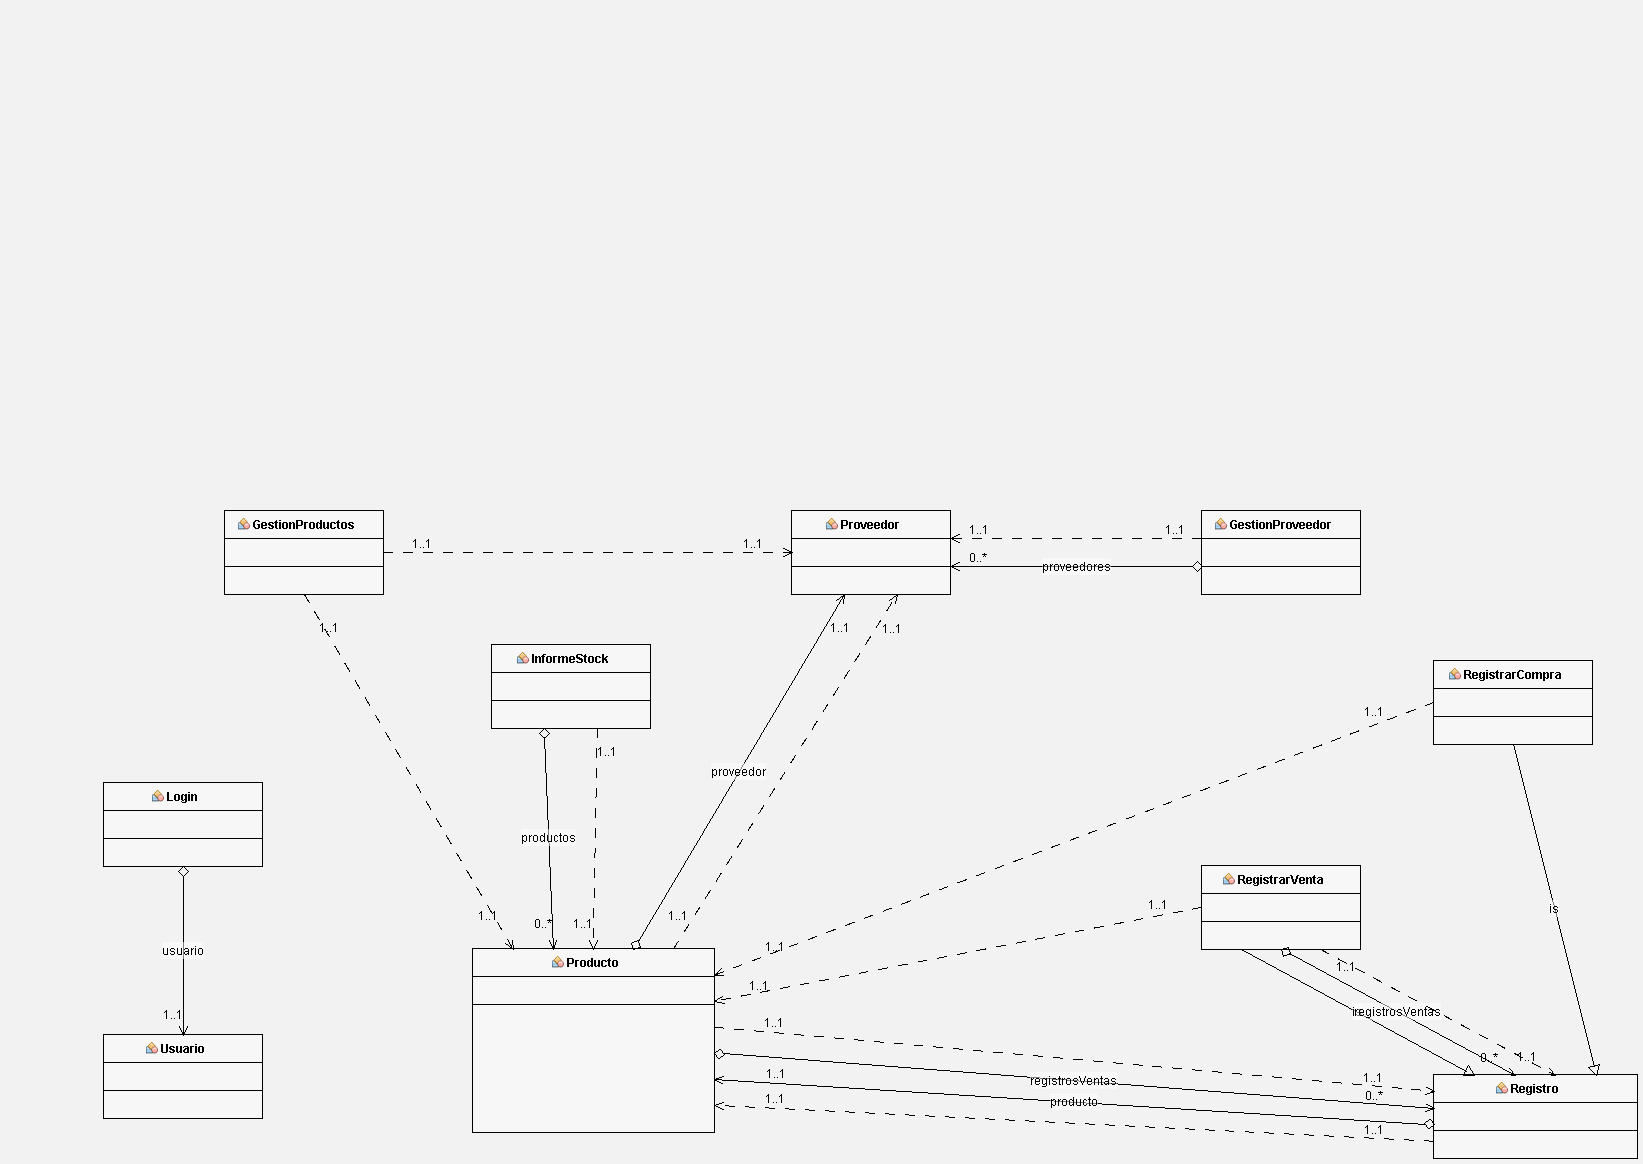 GestionProductos
Proveedor
GestionProveedor
1..1
1..1
1..1
1..1
0..*
proveedores
1..1
1..1
1..1
InformeStock
RegistrarCompra
1..1
1..1
proveedor
Login
productos
RegistrarVenta
1..1
is
1..1
0..*
1..1
1..1
usuario
1..1
Producto
1..1
1..1
registrosVentas
1..1
1..1
Usuario
0..*
1..1
1..1
1..1
registrosVentas
Registro
0..*
producto
1..1
1..1